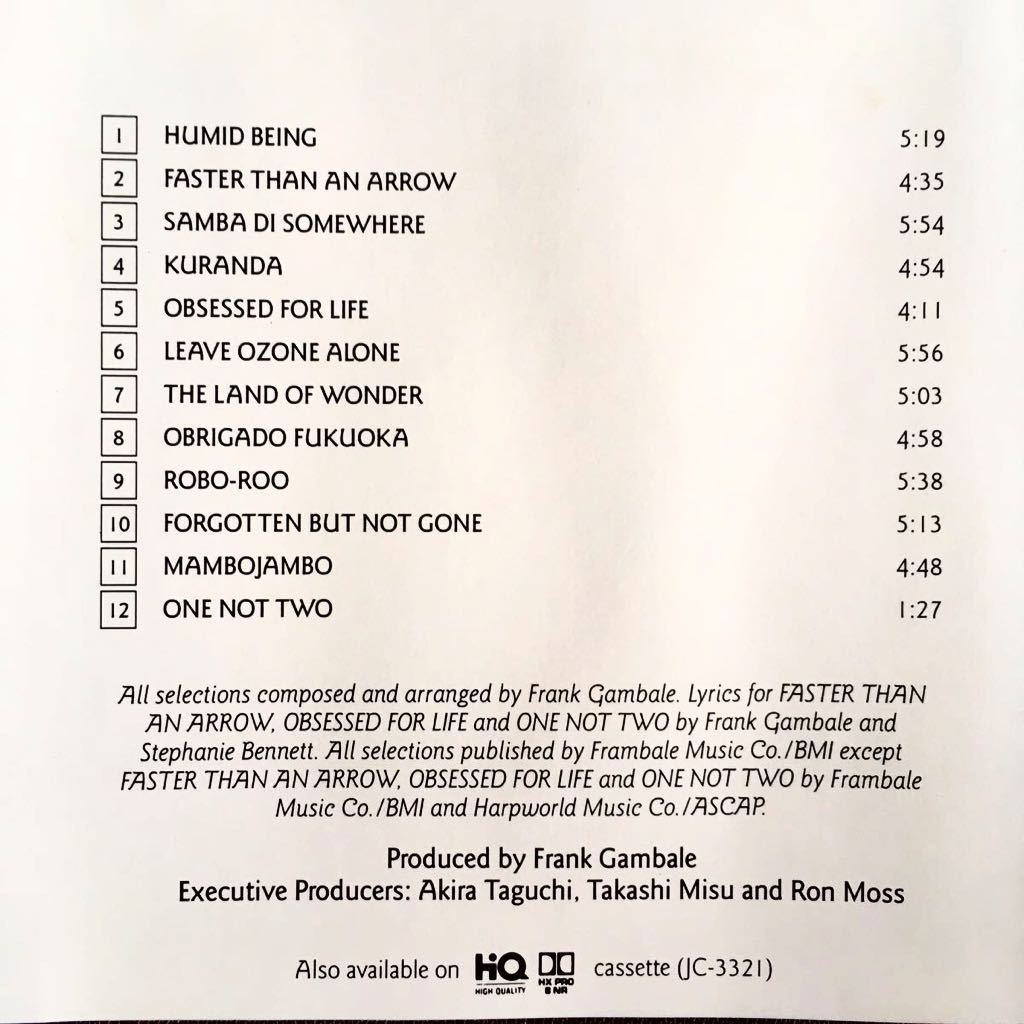 1 HUMID BEING 5:19
2 FASTER THAN AN ARROW 4:35
3 SAMBA DI SOMEWHERE 5:54
4 KURANDA 4:54
5 OBSESSED FOR LIFE 4:11
6 LEAVE OZONE ALONE 5:56
7 THE LAND OF WONDER 5:03
8 OBRIGADO FUKUOKA 4:58
9 ROBO-ROO 5:38
10 FORGOTTEN BUT NOT GONE 5:13
11 MAMBOJAMBO 4:48
12 ONE NOT TWO 1:27
All selections composed and arranged by Frank Gambale. Lyrics for FASTER THAN
AN ARROW, OBSESSED FOR LIFE and ONE NOT TWO by Frank Gambale and
Stephanie Bennett. All selections published by Frambale Music Co./BMI except
FASTER THAN AN ARROW, OBSESSED FOR LIFE and ONE NOT TWO by Frambale
Music Co./BMI and Harpworld Music Co./ASCAP.
Produced by Frank Gambale
Executive Producers: Akira Taguchi, Takashi Misu and Ron Moss
Also available on HiQ HIGH QUALITY HX PRO B NR cassette (JC-3321)